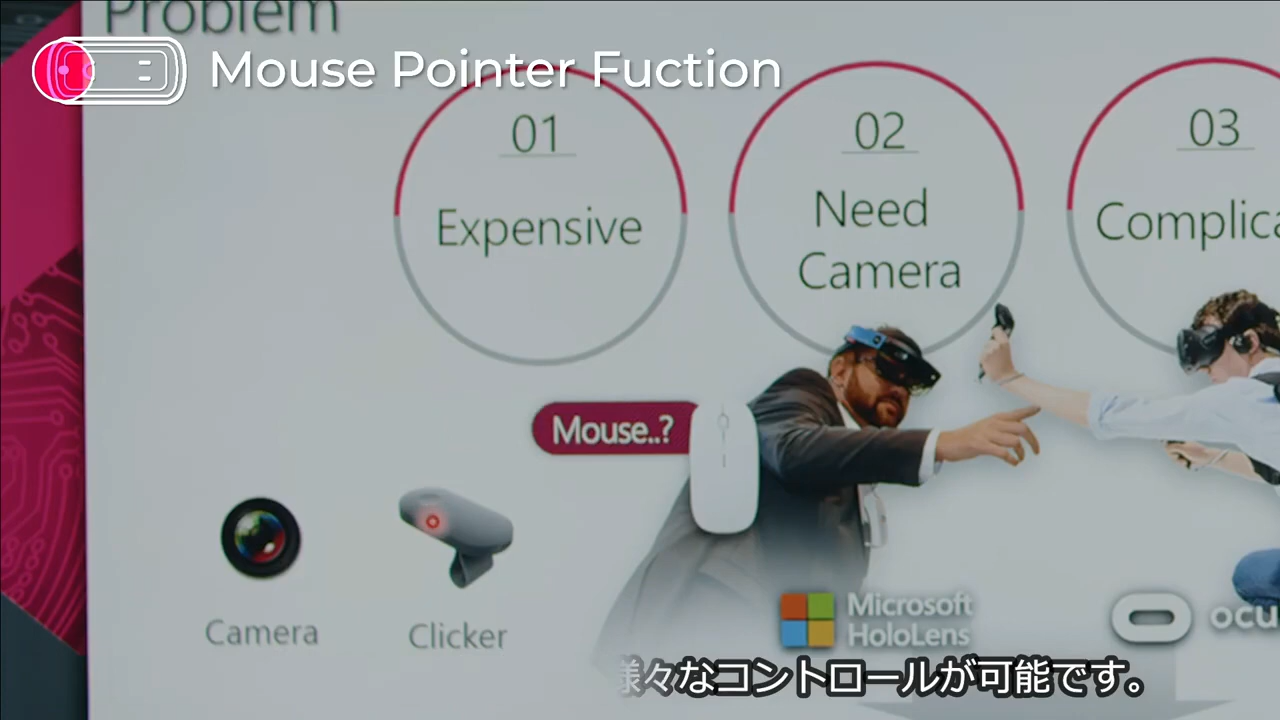 Problem
Mouse Pointer Fuction
01
Expensive
02
Need
Camera
03
Mouse..?
Camera
Clicker
Microsoft
HoloLens
様々なコントロールが可能です。